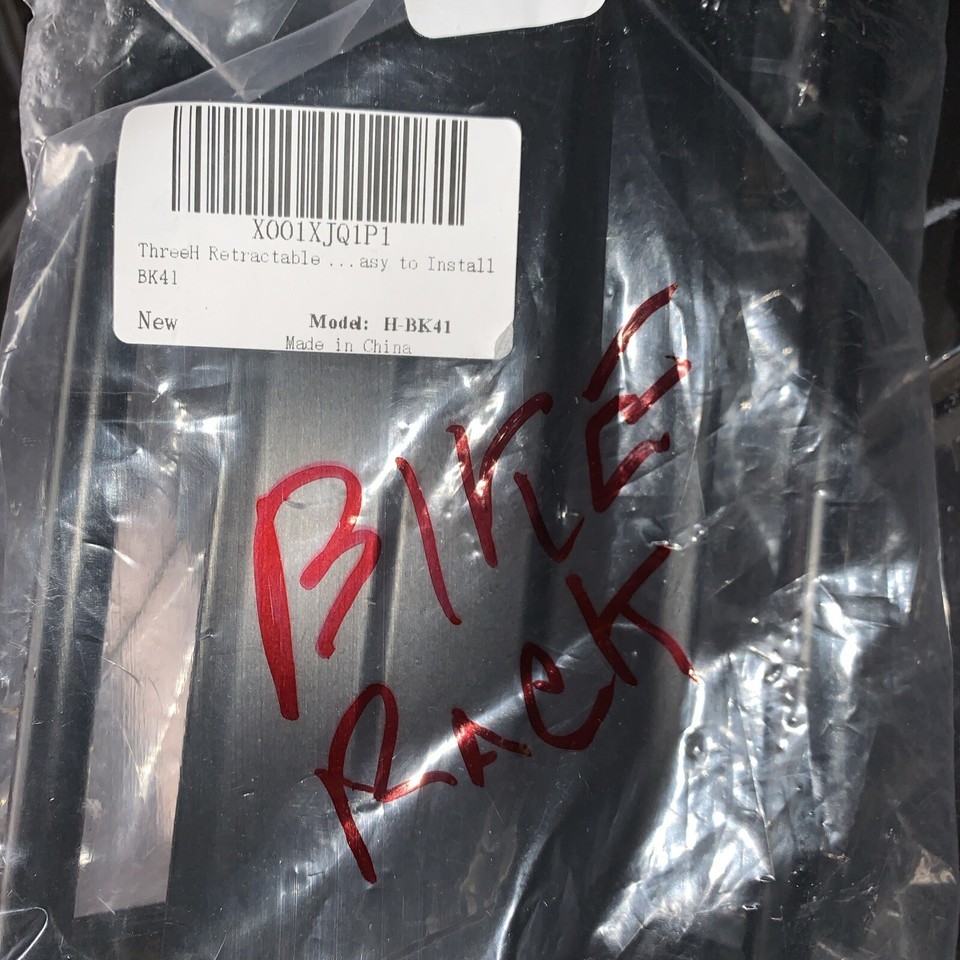 X001XJQ1P1
ThreeH Retractable ...asy to Install
BK41
New
Model: H-BK41
Made in China
BIKE
RACK